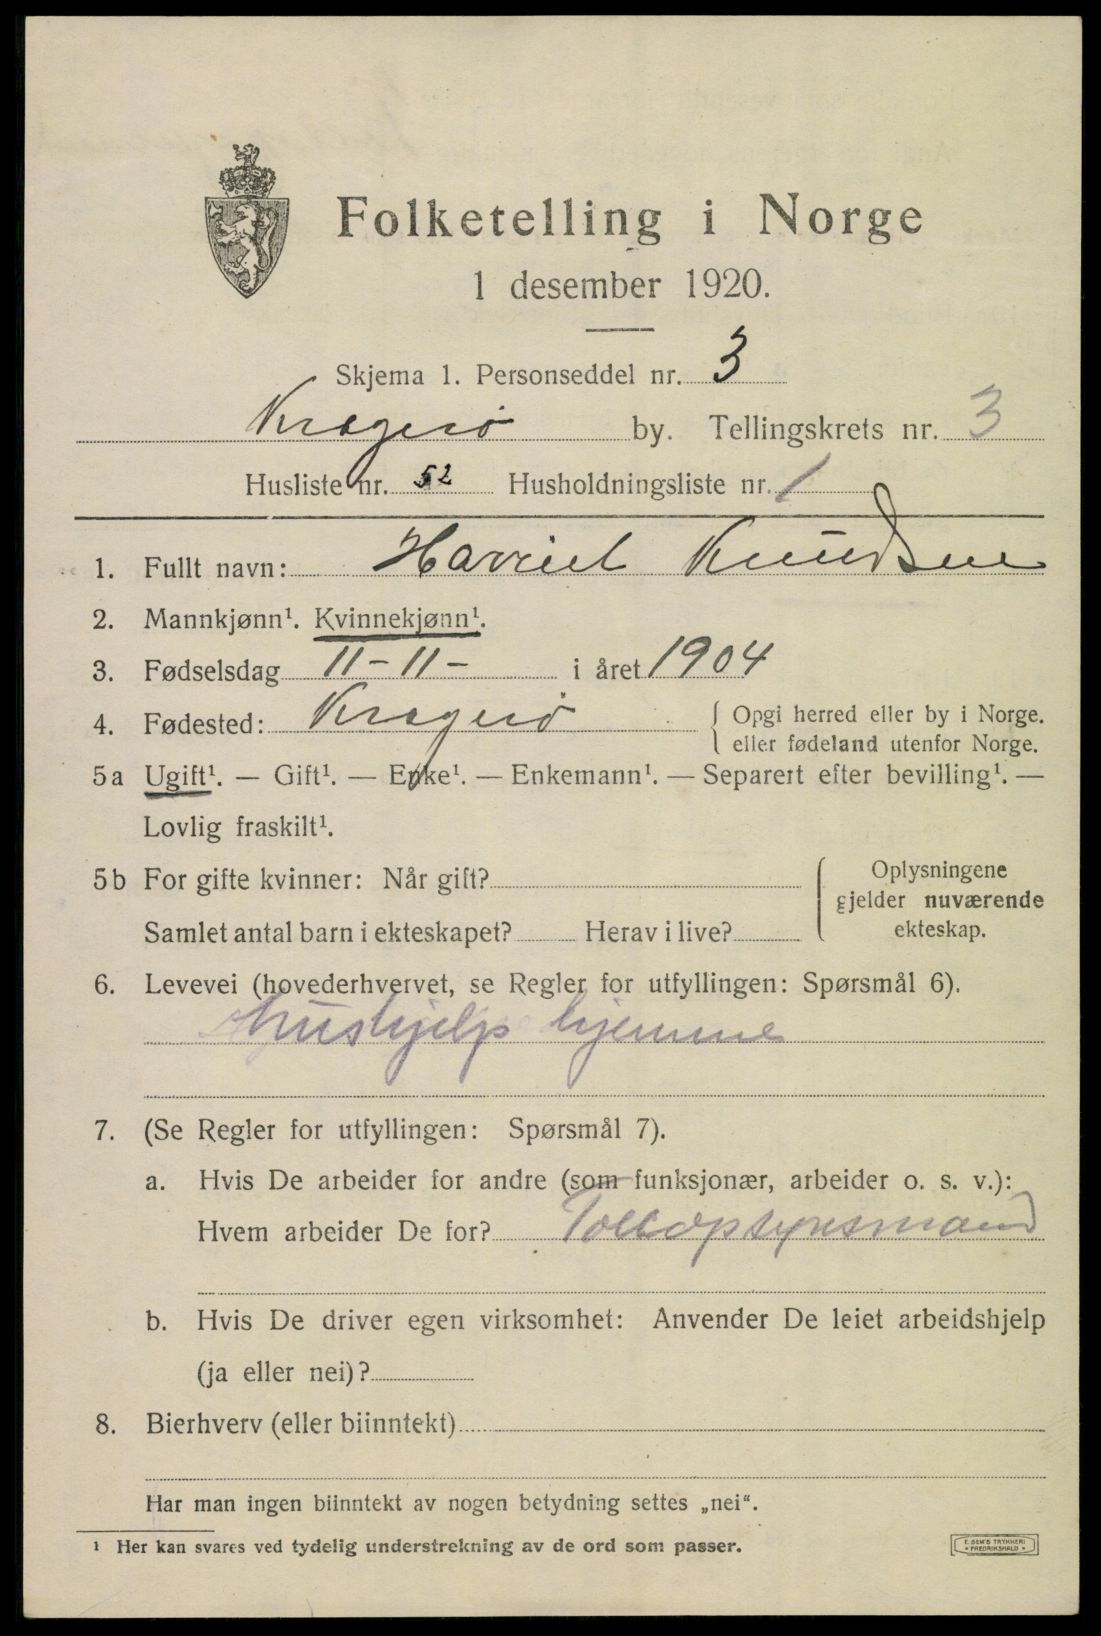 Folketelling i Norge
1 desember 1920.
Skjema 1. Personseddel nr. 3
Kragerø by. Tellingskrets nr. 3
Husliste nr. 52 Husholdningsliste nr. 1
1. Fullt navn: Harriet Knudsen
2. Mannkjønn¹. Kvinnekjønn¹.
3. Fødselsdag 11-11- i året 1904
4. Fødested: Kragerø { Opgi herred eller by i Norge.
eller fødeland utenfor Norge.
5a Ugift¹. — Gift¹. — Enke¹. — Enkemann¹. — Separert efter bevilling¹. —
Lovlig fraskilt¹.
5b For gifte kvinner: Når gift?
Samlet antal barn i ekteskapet? Herav i live?
Oplysningene
gjelder nuværende
ekteskap.
6. Levevei (hovederhvervet, se Regler for utfyllingen: Spørsmål 6).
Hushjelp hjemme
7. (Se Regler for utfyllingen: Spørsmål 7).
a. Hvis De arbeider for andre (som funksjonær, arbeider o. s. v.):
Hvem arbeider De for? Tollopsynsmand
b. Hvis De driver egen virksomhet: Anvender De leiet arbeidshjelp
(ja eller nei)?
8. Bierhverv (eller biinntekt)
Har man ingen biinntekt av nogen betydning settes „nei“.
¹ Her kan svares ved tydelig understrekning av de ord som passer.
E. SEM'S TRYKKERI
* FREDRIKSHALD *